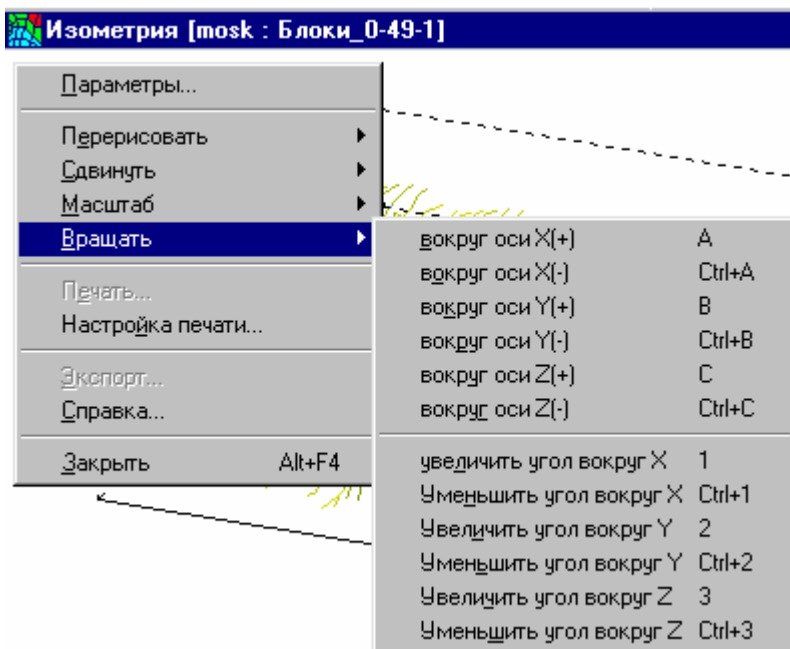 Изометрия [mosk : Блоки_0-49-1]
Параметры...
Перерисовать
Сдвинуть
Масштаб
Вращать
Печать...
Настройка печати...
Экспорт...
Справка...
Закрыть Alt+F4
вокруг оси X(+) A
вокруг оси X(-) Ctrl+A
вокруг оси Y(+) B
вокруг оси Y(-) Ctrl+B
вокруг оси Z(+) C
вокруг оси Z(-) Ctrl+C
увеличить угол вокруг X 1
Уменьшить угол вокруг X Ctrl+1
Увеличить угол вокруг Y 2
Уменьшить угол вокруг Y Ctrl+2
Увеличить угол вокруг Z 3
Уменьшить угол вокруг Z Ctrl+3